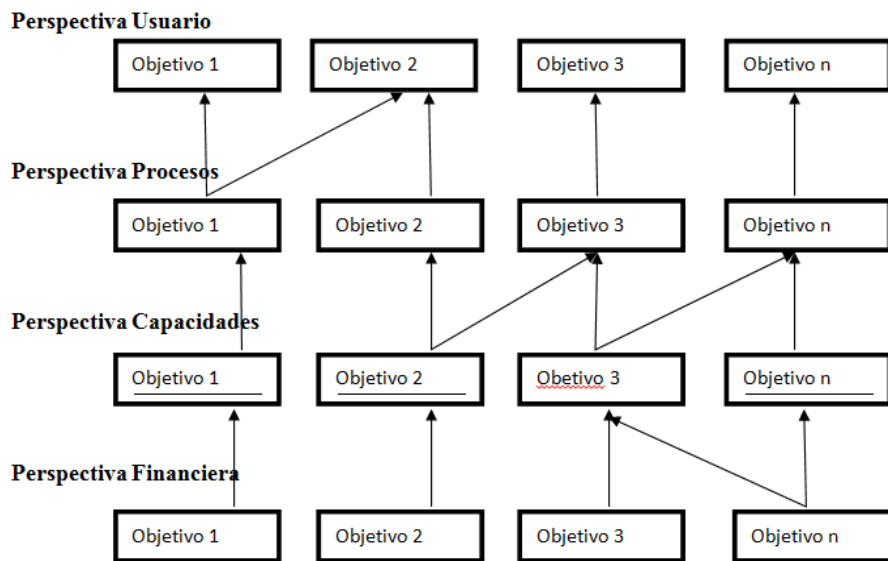 Perspectiva Usuario
Objetivo 1 Objetivo 2 Objetivo 3 Objetivo n
Perspectiva Procesos
Objetivo 1 Objetivo 2 Objetivo 3 Objetivo n
Perspectiva Capacidades
Objetivo 1 Objetivo 2 Obetivo 3 Objetivo n
Perspectiva Financiera
Objetivo 1 Objetivo 2 Objetivo 3 Objetivo n